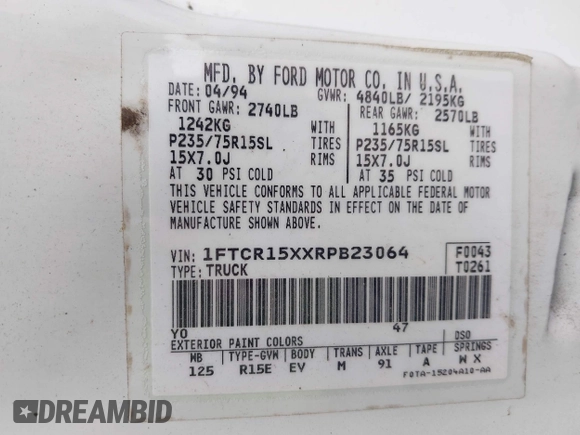 MFD. BY FORD MOTOR CO. IN U.S.A.
DATE: 04/94 GVWR: 4840LB/ 2195KG
FRONT GAWR: 2740LB REAR GAWR: 2570LB
1242KG WITH 1165KG WITH
P235/75R15SL TIRES P235/75R15SL TIRES
15X7.0J RIMS 15X7.0J RIMS
AT 30 PSI COLD AT 35 PSI COLD
THIS VEHICLE CONFORMS TO ALL APPLICABLE FEDERAL MOTOR
VEHICLE SAFETY STANDARDS IN EFFECT ON THE DATE OF
MANUFACTURE SHOWN ABOVE.
VIN: 1FTCR15XXRPB23064 F0043
TYPE: TRUCK T0261
YO 47
EXTERIOR PAINT COLORS DSO
WB TYPE-GVW BODY TRANS AXLE TAPE SPRINGS
125 R15E EV M 91 A W X
F0TA-15204A10-AA
DREAMBID